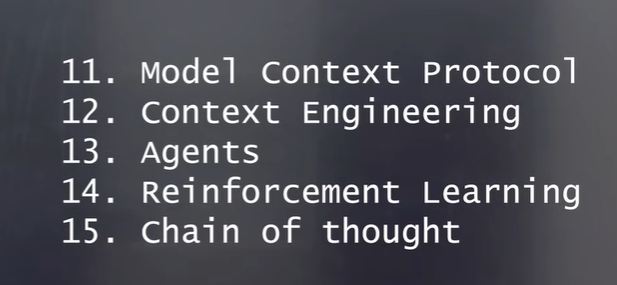 11. Model Context Protocol
12. Context Engineering
13. Agents
14. Reinforcement Learning
15. Chain of thought